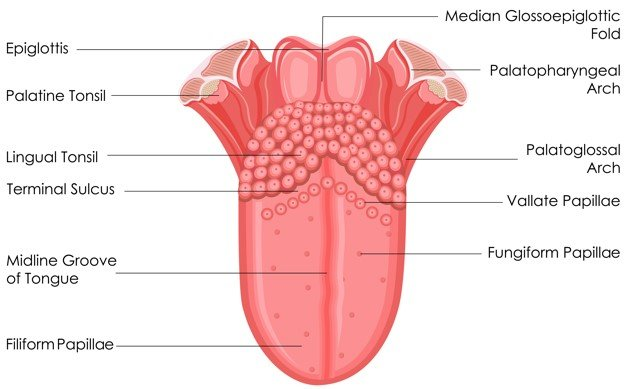 Median Glossoepiglottic
Fold
Epiglottis
Palatopharyngeal
Arch
Palatine Tonsil
Palatoglossal
Arch
Lingual Tonsil
Terminal Sulcus
Vallate Papillae
Midline Groove
of Tongue
Fungiform Papillae
Filiform Papillae